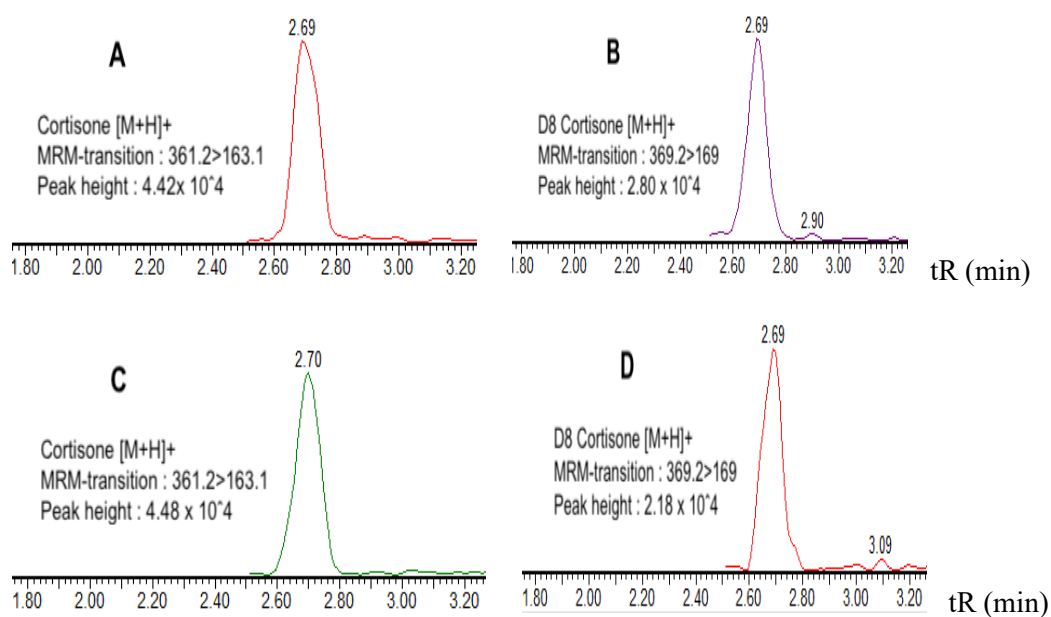 2.69
A
Cortisone [M+H]+
MRM-transition : 361.2>163.1
Peak height : 4.42x 10^4
1.80 2.00 2.20 2.40 2.60 2.80 3.00 3.20
2.69
B
D8 Cortisone [M+H]+
MRM-transition : 369.2>169
Peak height : 2.80 x 10^4
2.90
1.80 2.00 2.20 2.40 2.60 2.80 3.00 3.20
tR (min)
2.70
C
Cortisone [M+H]+
MRM-transition : 361.2>163.1
Peak height : 4.48 x 10^4
1.80 2.00 2.20 2.40 2.60 2.80 3.00 3.20
2.69
D
D8 Cortisone [M+H]+
MRM-transition : 369.2>169
Peak height : 2.18 x 10^4
3.09
1.80 2.00 2.20 2.40 2.60 2.80 3.00 3.20
tR (min)